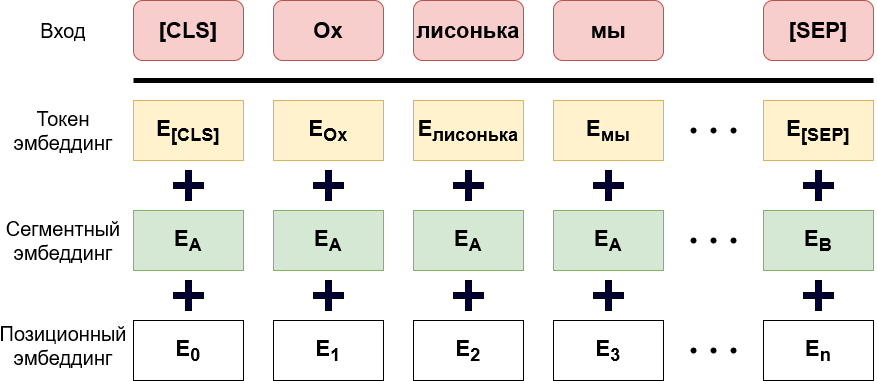 Вход [CLS] Ох лисонька мы [SEP]
Токен эмбеддинг E[CLS] EОх Eлисонька Eмы • • • E[SEP]
+ + + + +
Сегментный эмбеддинг EA EA EA EA • • • EB
+ + + + +
Позиционный эмбеддинг E0 E1 E2 E3 • • • En